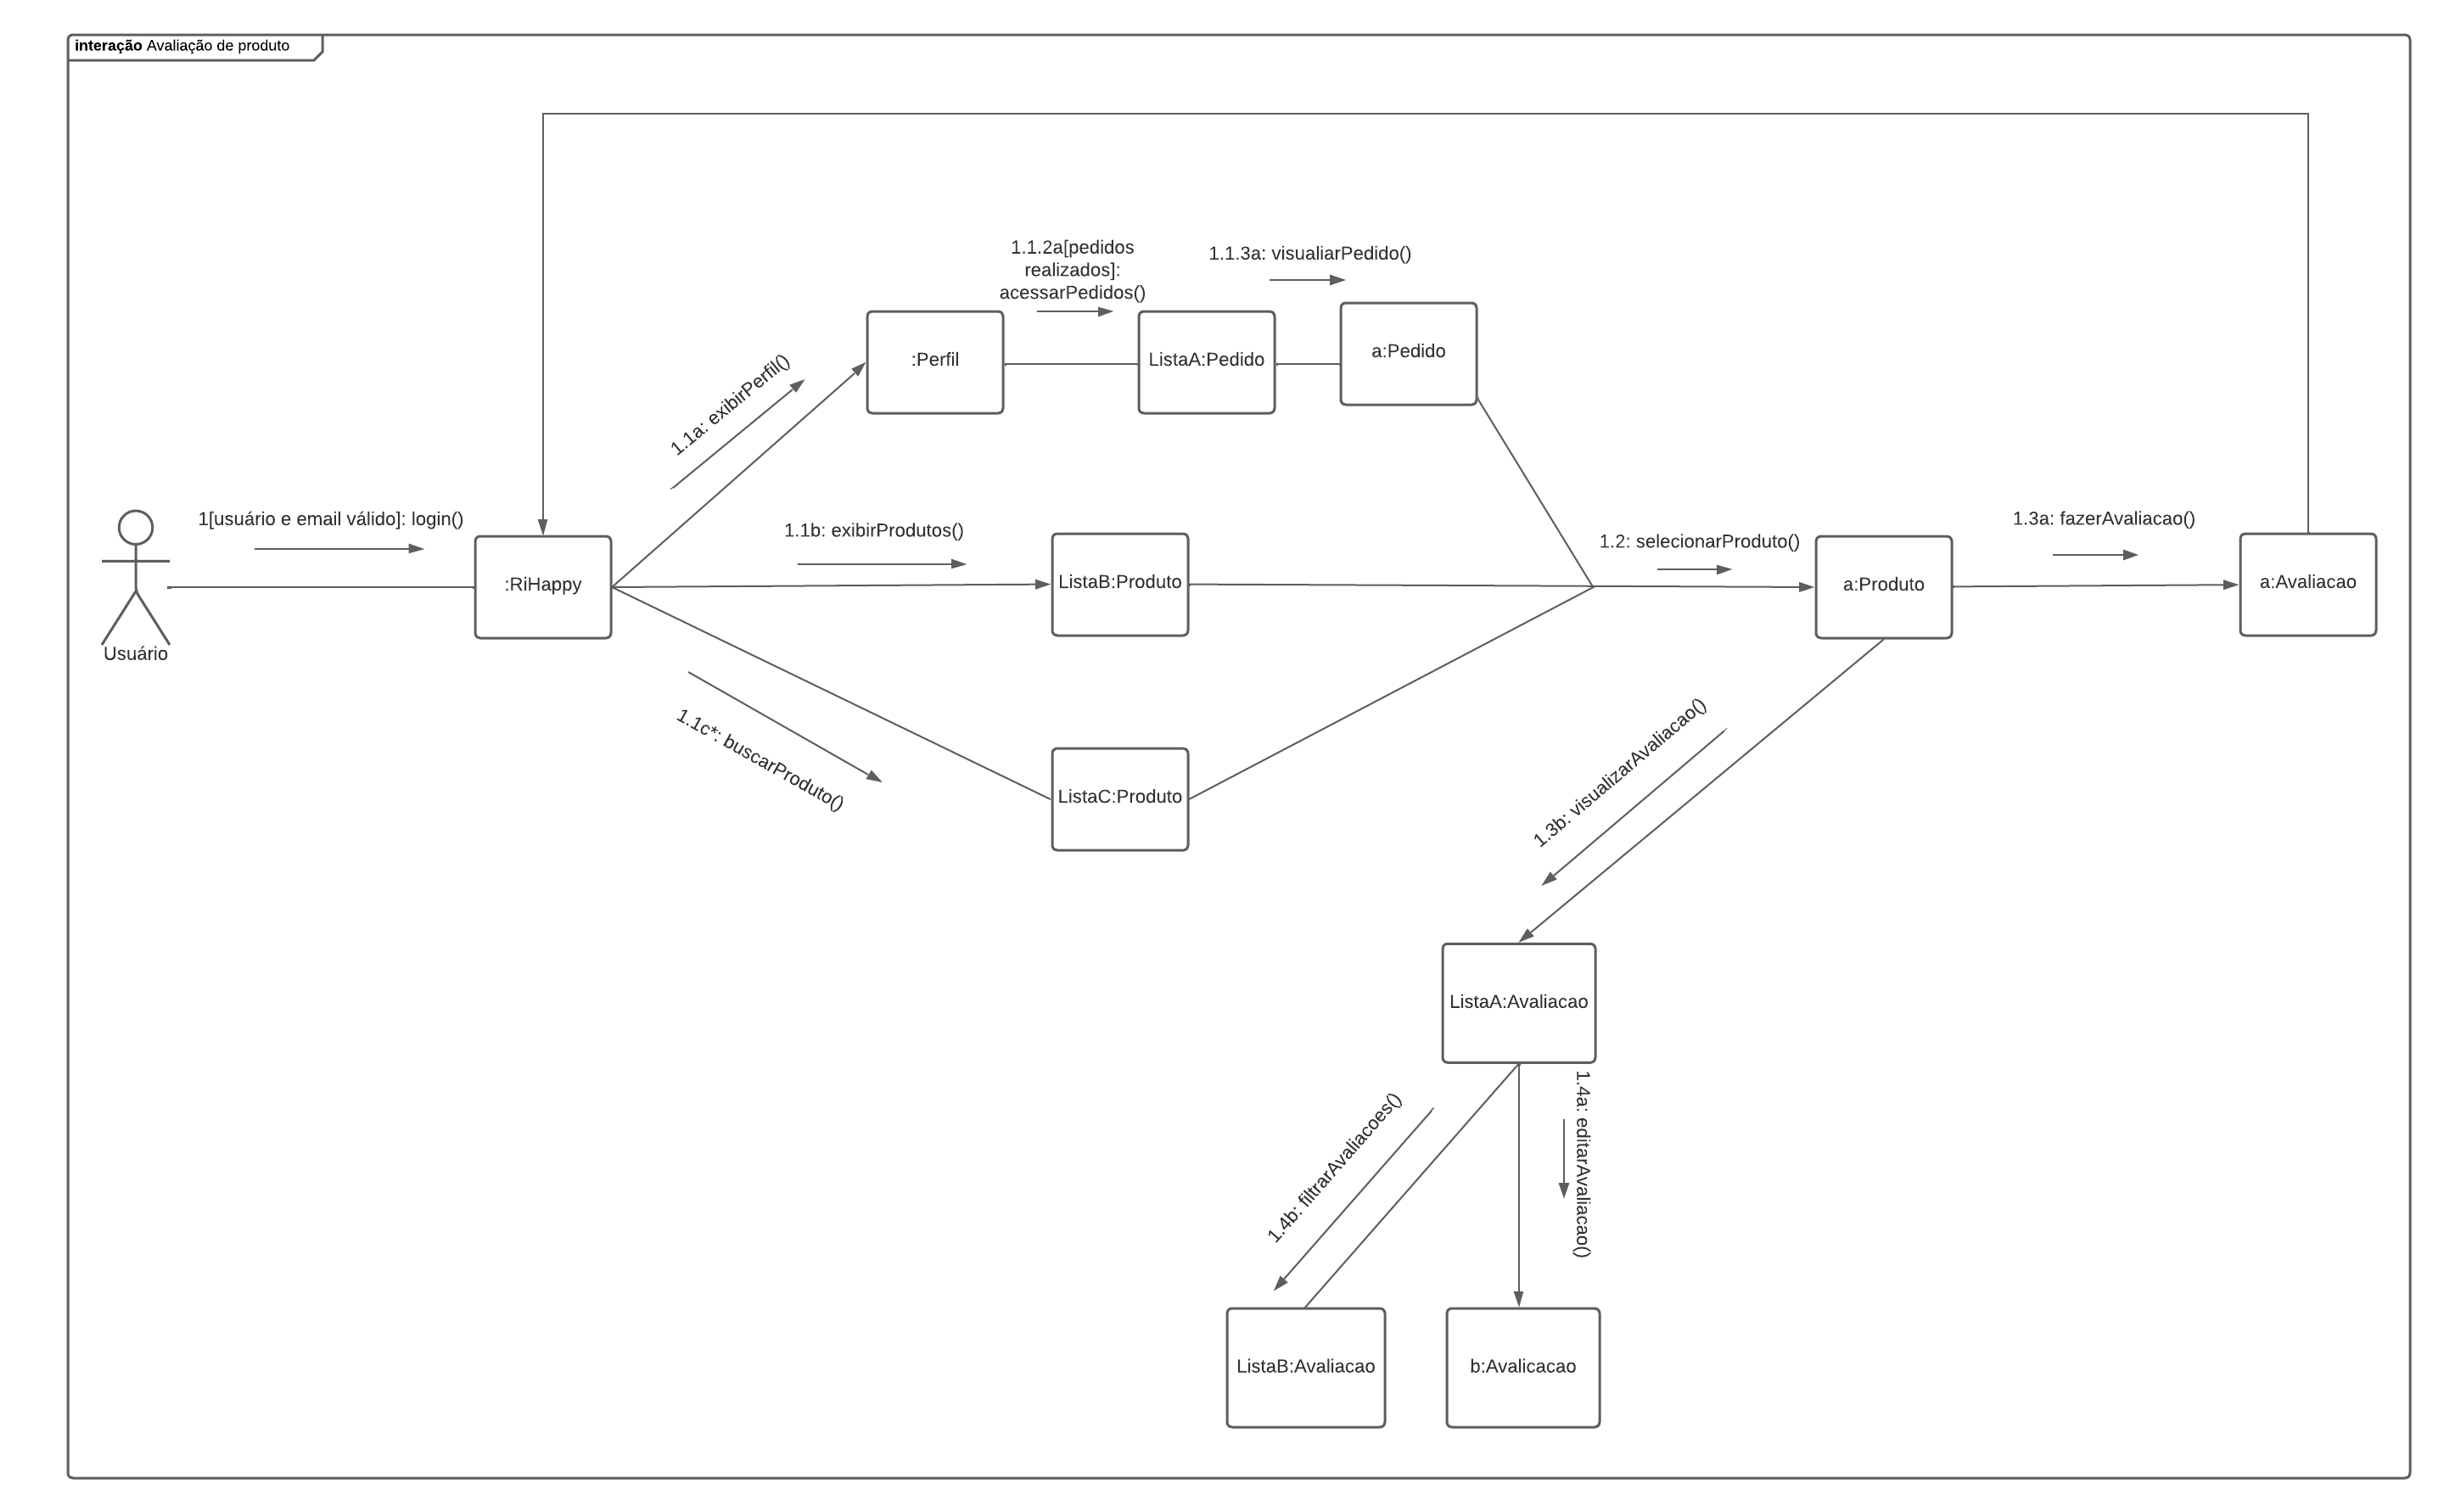 interação Avaliação de produto
1.1.2a[pedidos
realizados]:
acessarPedidos()
1.1.3a: visualiarPedido()
:Perfil
ListaA:Pedido
a:Pedido
1.1a: exibirPerfil()
1[usuário e email válido]: login()
1.1b: exibirProdutos()
1.2: selecionarProduto()
1.3a: fazerAvaliacao()
Usuário
:RiHappy
ListaB:Produto
a:Produto
a:Avaliacao
1.1c*: buscarProduto()
ListaC:Produto
1.3b: visualizarAvaliacao()
ListaA:Avaliacao
1.4b: filtrarAvaliacoes()
1.4a: editarAvaliacao()
ListaB:Avaliacao
b:Avalicacao